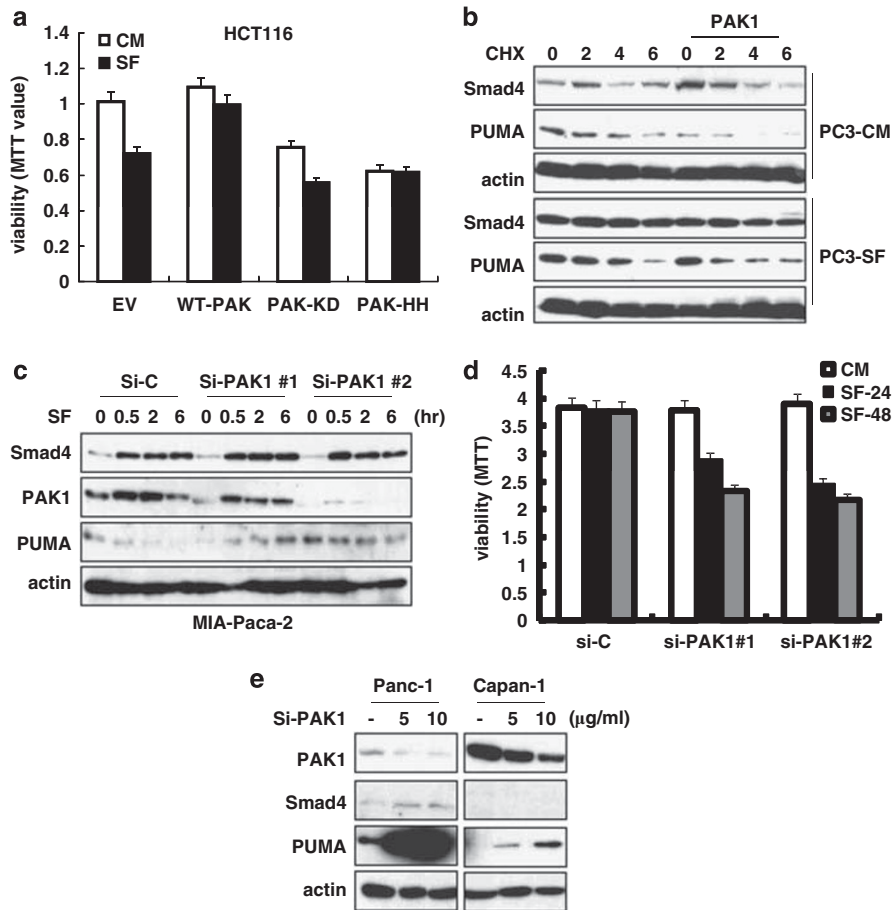 a
HCT116
CM
SF
viability (MTT value)
1.4
1.2
1
0.8
0.6
0.4
0.2
0
EV WT-PAK PAK-KD PAK-HH
b
PAK1
CHX 0 2 4 6 0 2 4 6
Smad4
PUMA
actin
PC3-CM
Smad4
PUMA
actin
PC3-SF
c
Si-C Si-PAK1 #1 Si-PAK1 #2
SF 0 0.5 2 6 0 0.5 2 6 0 0.5 2 6 (hr)
Smad4
PAK1
PUMA
actin
MIA-Paca-2
d
CM
SF-24
SF-48
viability (MTT)
4.5
4
3.5
3
2.5
2
1.5
1
0.5
0
si-C si-PAK1#1 si-PAK1#2
e
Panc-1 Capan-1
Si-PAK1 - 5 10 - 5 10 (μg/ml)
PAK1
Smad4
PUMA
actin